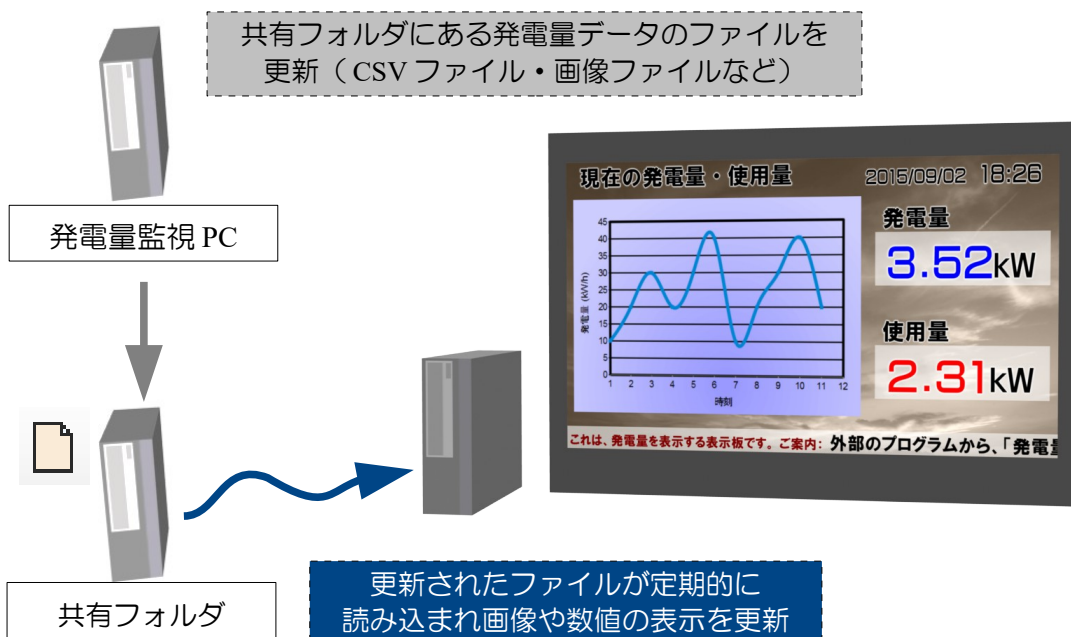 共有フォルダにある発電量データのファイルを
更新（CSVファイル・画像ファイルなど）
発電量監視 PC
現在の発電量・使用量
2015/09/02 18:26
発電量
3.52kW
使用量
2.31kW
発電量 (kW/h)
45
40
35
30
25
20
15
10
5
0
1 2 3 4 5 6 7 8 9 10 11 12
時刻
これは、発電量を表示する表示板です。ご案内: 外部のプログラムから、「発電量
共有フォルダ
更新されたファイルが定期的に
読み込まれ画像や数値の表示を更新